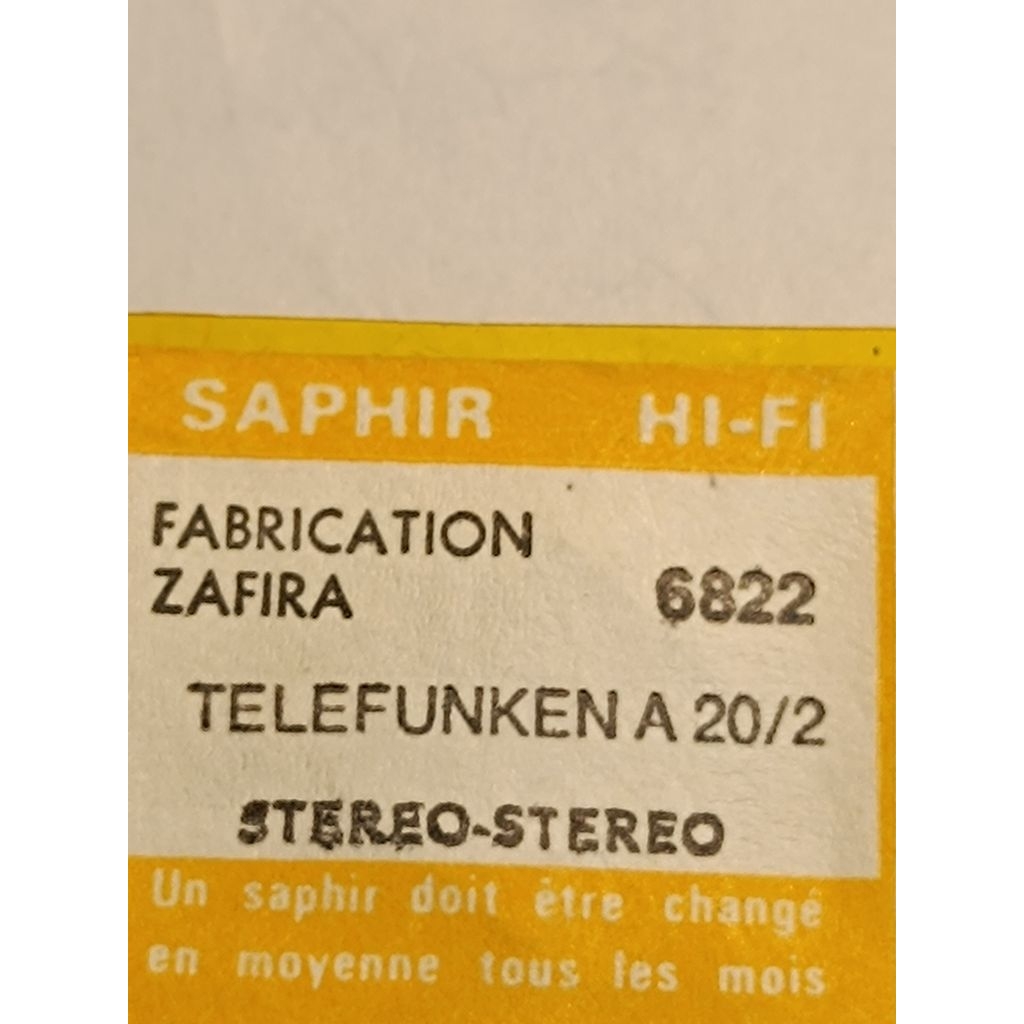 SAPHIR HI-FI
FABRICATION
ZAFIRA 6822
TELEFUNKEN A 20/2
STEREO-STEREO
Un saphir doit être changé
en moyenne tous les mois